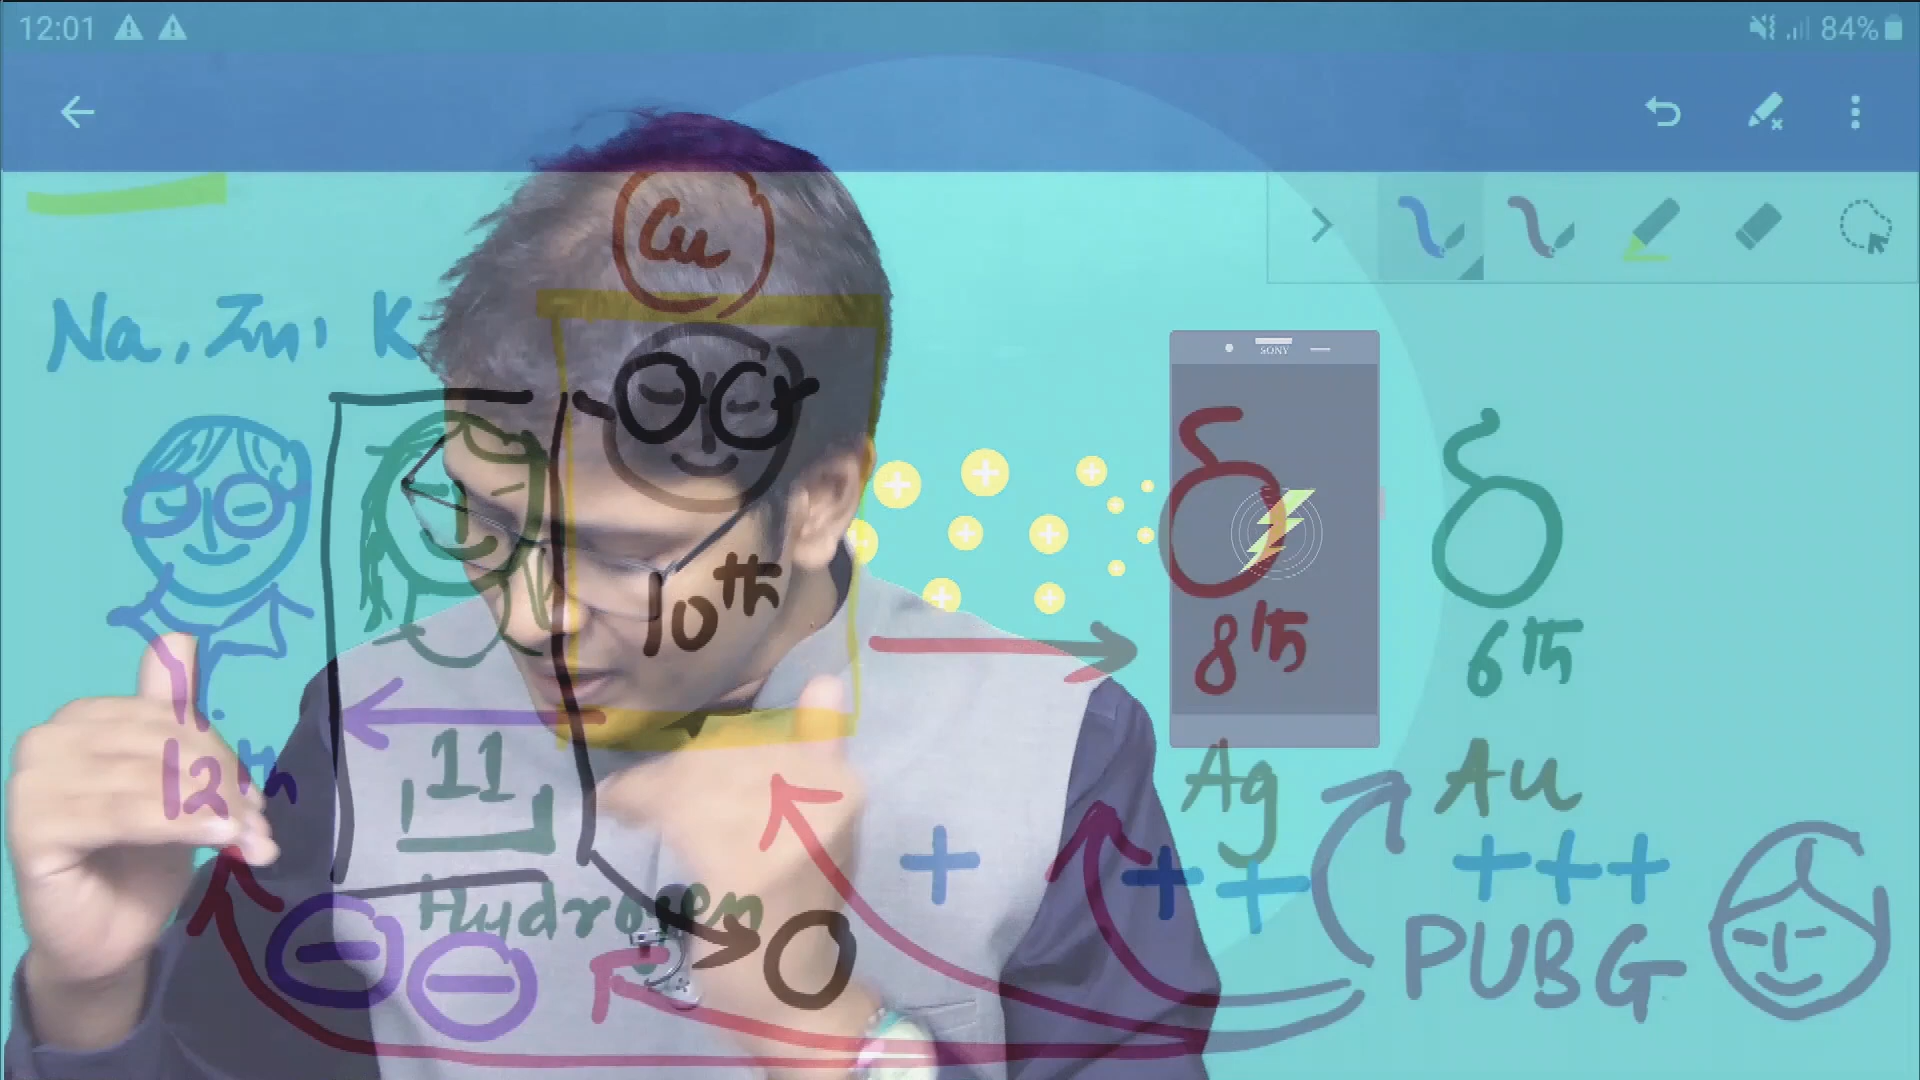 12:01
84%
Cu
Na, Zn, K
SONY
10th
8th
6th
12th
11
Ag
Au
+
++
+++
Hydrogen
O
PUBG